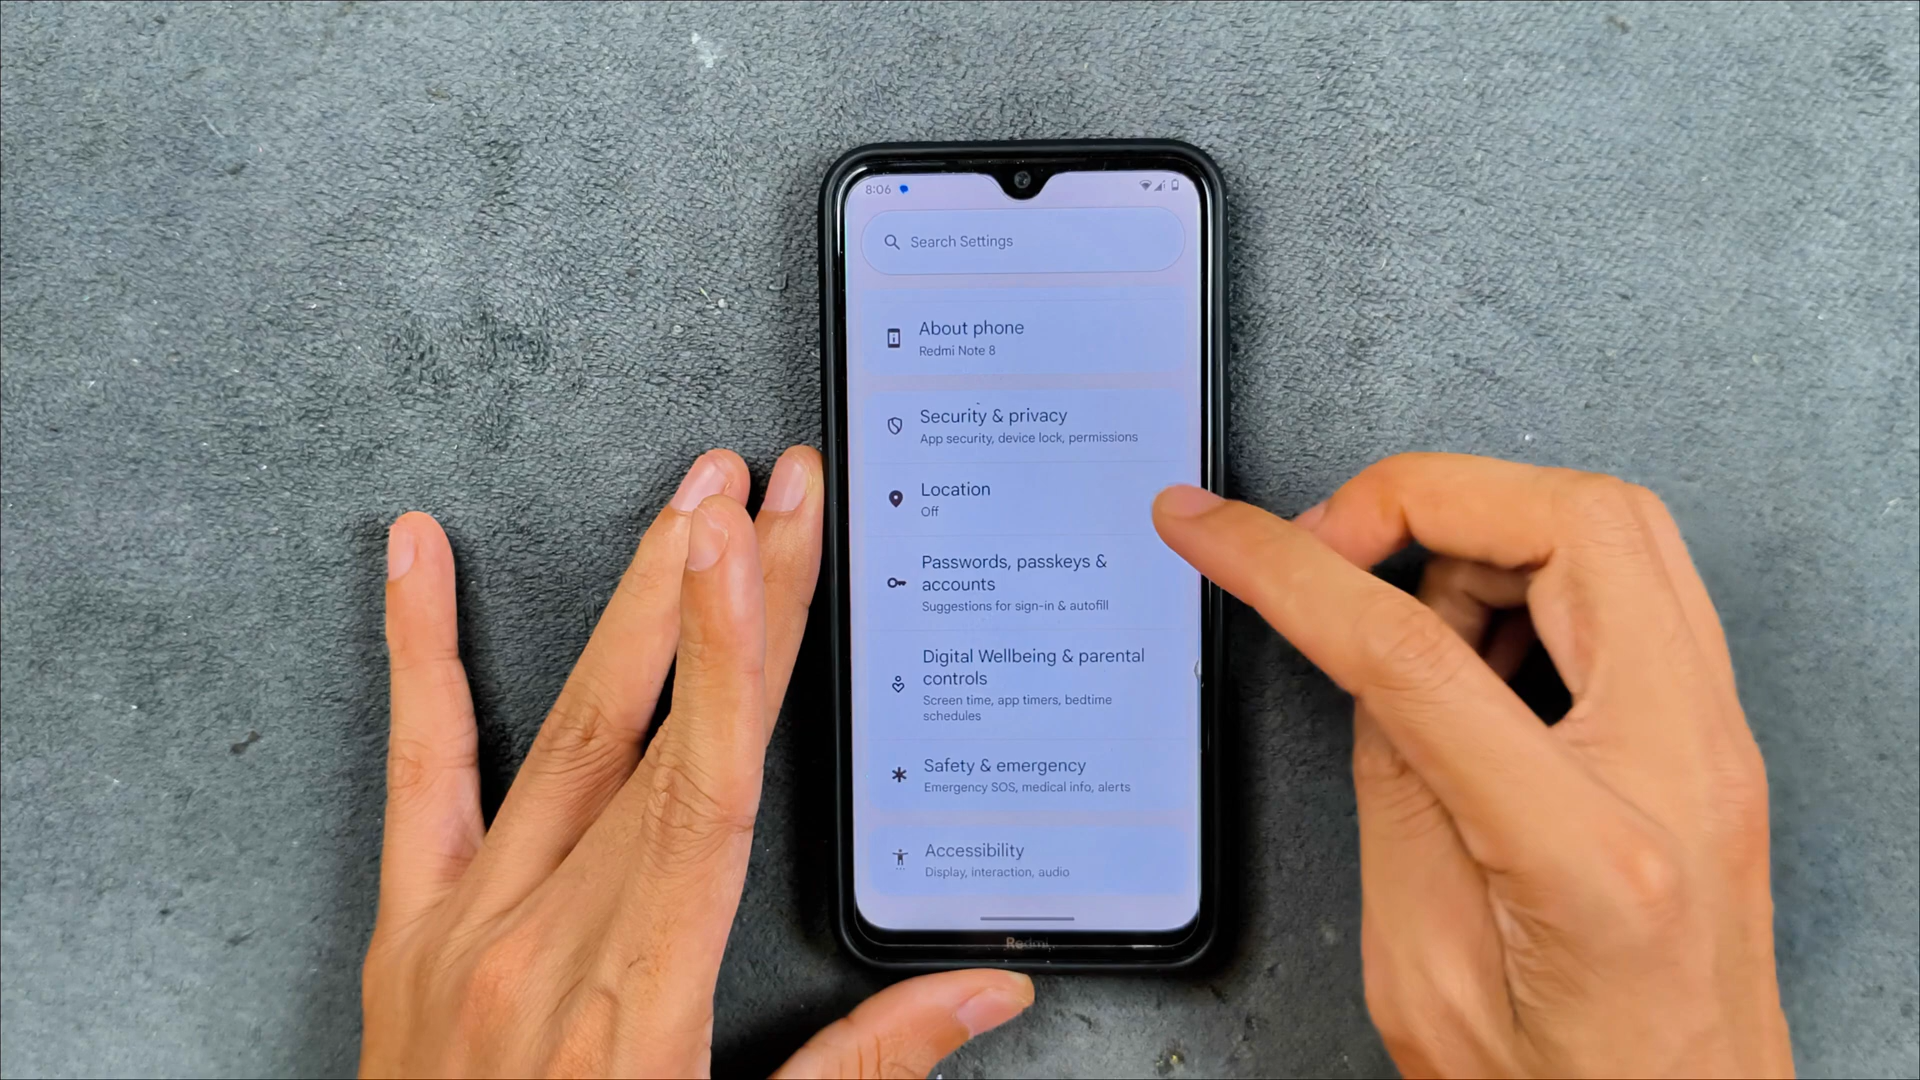 8:06
Search Settings
About phone
Redmi Note 8
Security & privacy
App security, device lock, permissions
Location
Off
Passwords, passkeys &
accounts
Suggestions for sign-in & autofill
Digital Wellbeing & parental
controls
Screen time, app timers, bedtime
schedules
Safety & emergency
Emergency SOS, medical info, alerts
Accessibility
Display, interaction, audio
Redmi